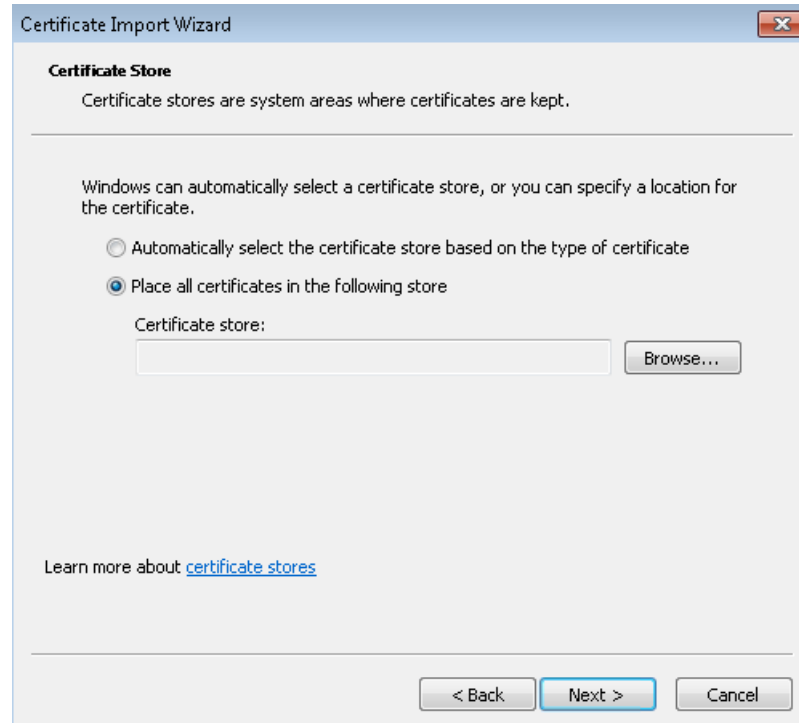 Certificate Import Wizard
Certificate Store
Certificate stores are system areas where certificates are kept.
Windows can automatically select a certificate store, or you can specify a location for
the certificate.
Automatically select the certificate store based on the type of certificate
Place all certificates in the following store
Certificate store:
Browse...
Learn more about certificate stores
< Back Next > Cancel